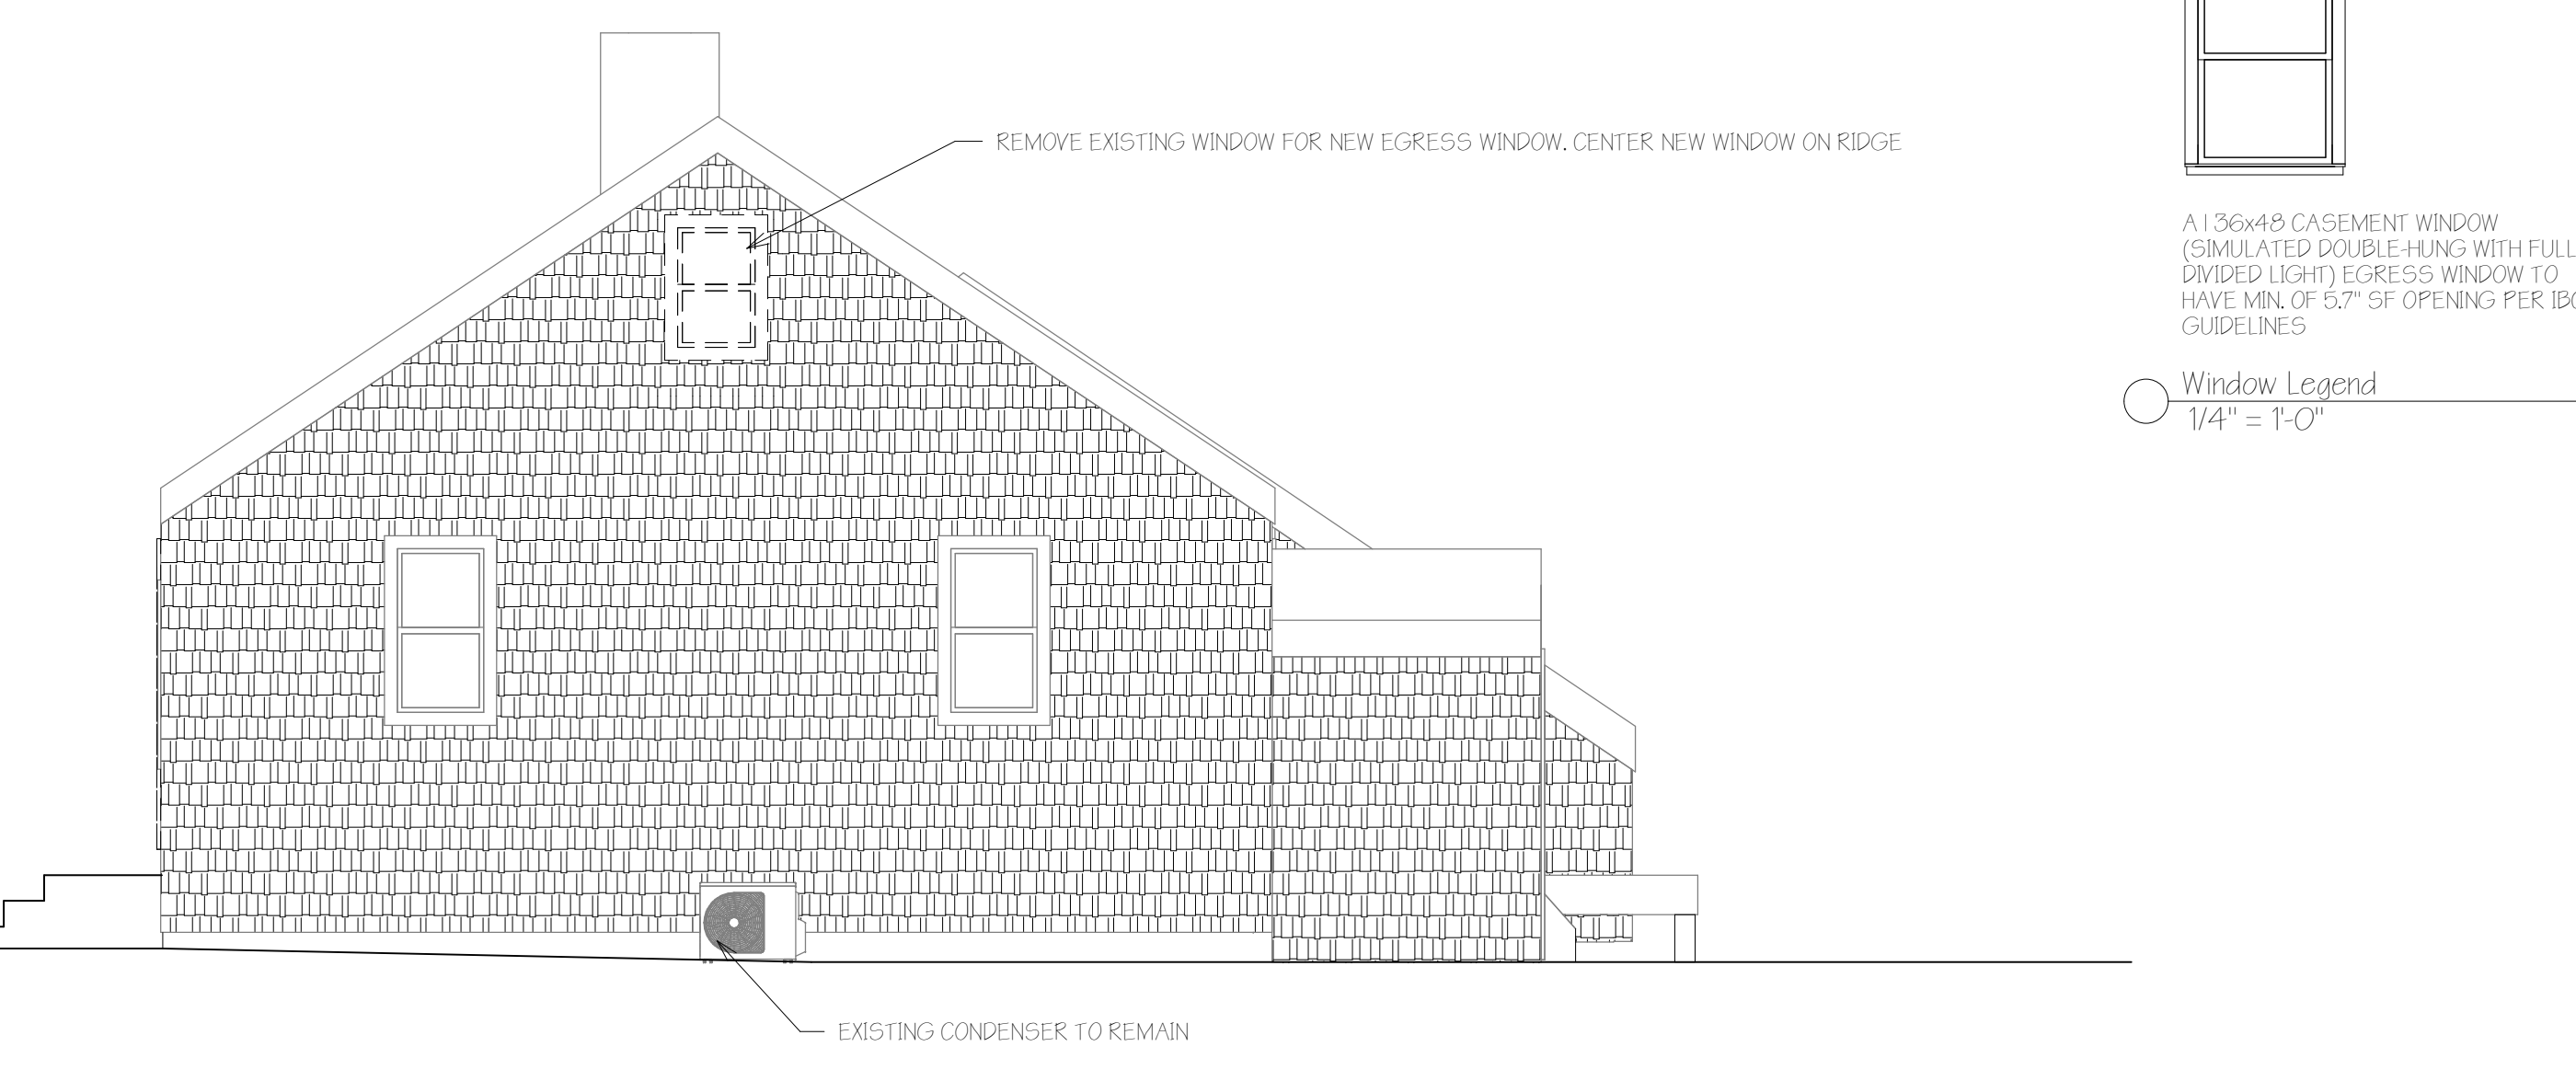 REMOVE EXISTING WINDOW FOR NEW EGRESS WINDOW. CENTER NEW WINDOW ON RIDGE
A1 36x48 CASEMENT WINDOW
(SIMULATED DOUBLE-HUNG WITH FULL
DIVIDED LIGHT) EGRESS WINDOW TO
HAVE MIN. OF 5.7" SF OPENING PER
GUIDELINES
Window Legend
1/4" = 1'-0"
EXISTING CONDENSER TO REMAIN